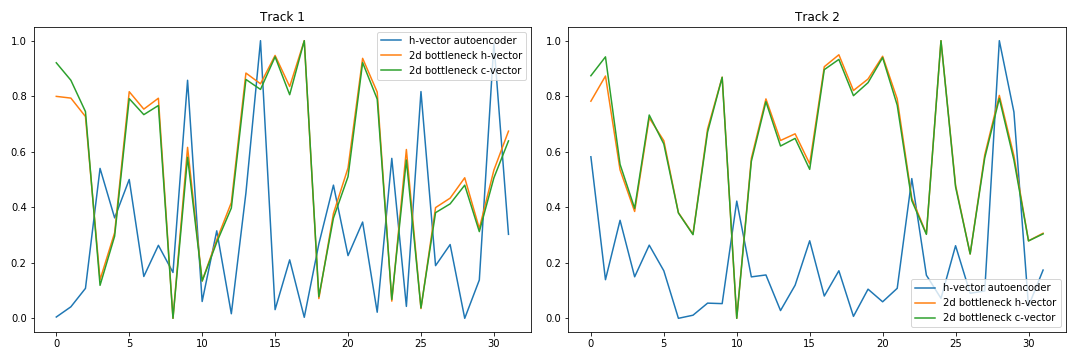 Track 1
1.0
0.8
0.6
0.4
0.2
0.0
0 5 10 15 20 25 30
h-vector autoencoder
2d bottleneck h-vector
2d bottleneck c-vector
Track 2
1.0
0.8
0.6
0.4
0.2
0.0
0 5 10 15 20 25 30
h-vector autoencoder
2d bottleneck h-vector
2d bottleneck c-vector